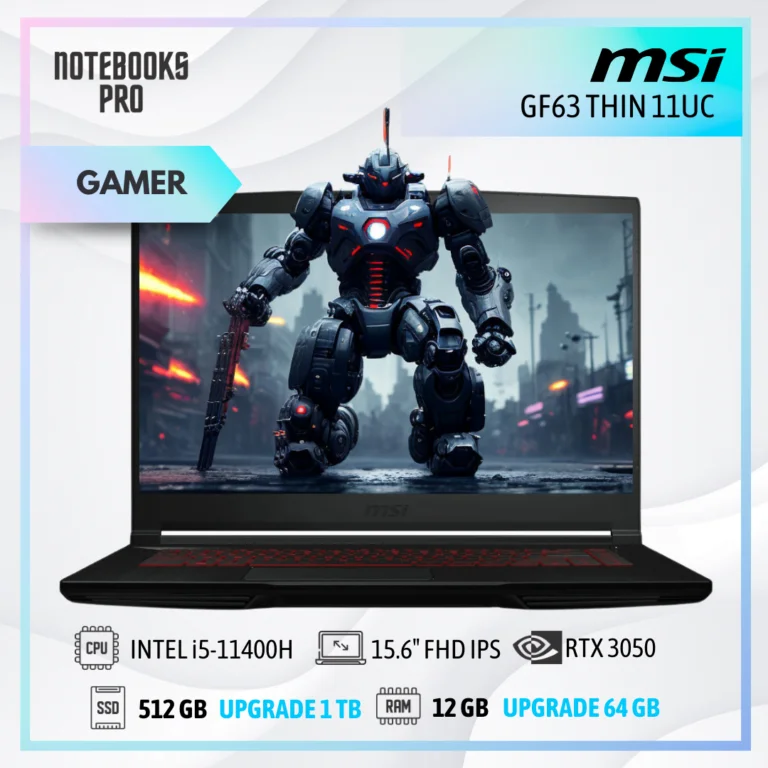 NOTEBOOKS
PRO
msi
GF63 THIN 11UC
GAMER
msi
CPU INTEL i5-11400H 15.6" FHD IPS RTX 3050
SSD 512 GB UPGRADE 1 TB RAM 12 GB UPGRADE 64 GB